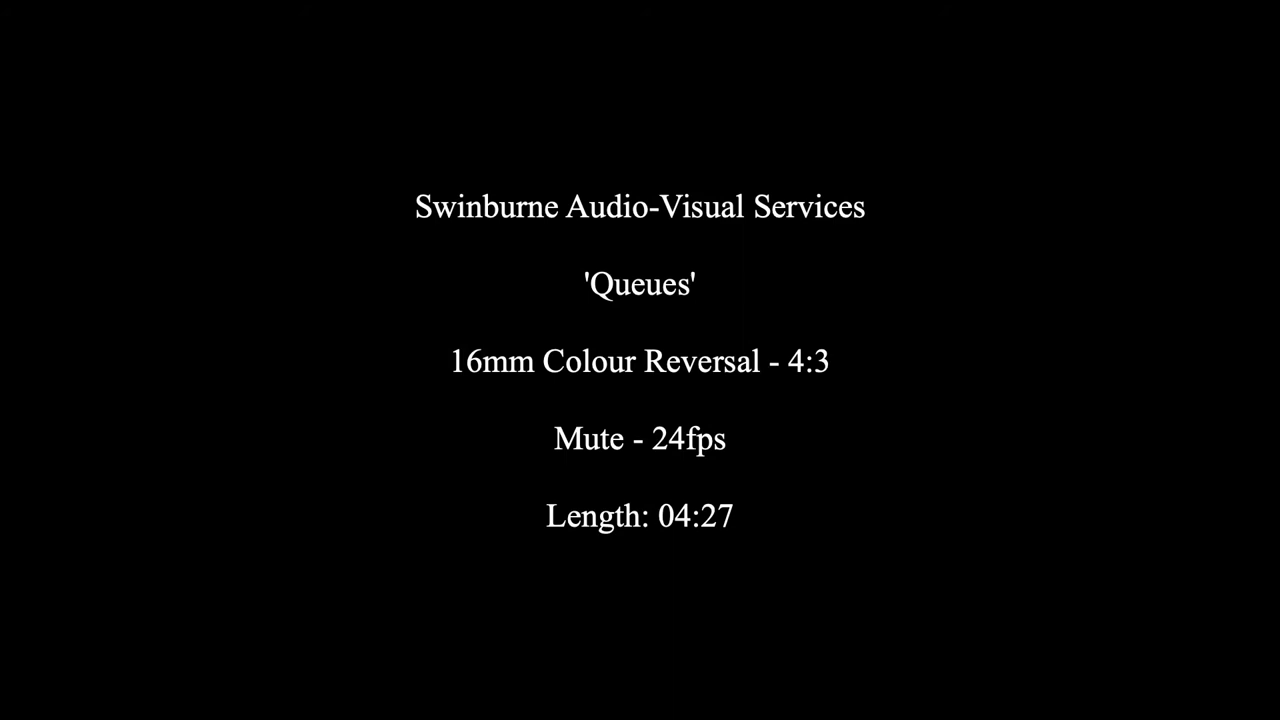 Swinburne Audio-Visual Services
'Queues'
16mm Colour Reversal - 4:3
Mute - 24fps
Length: 04:27